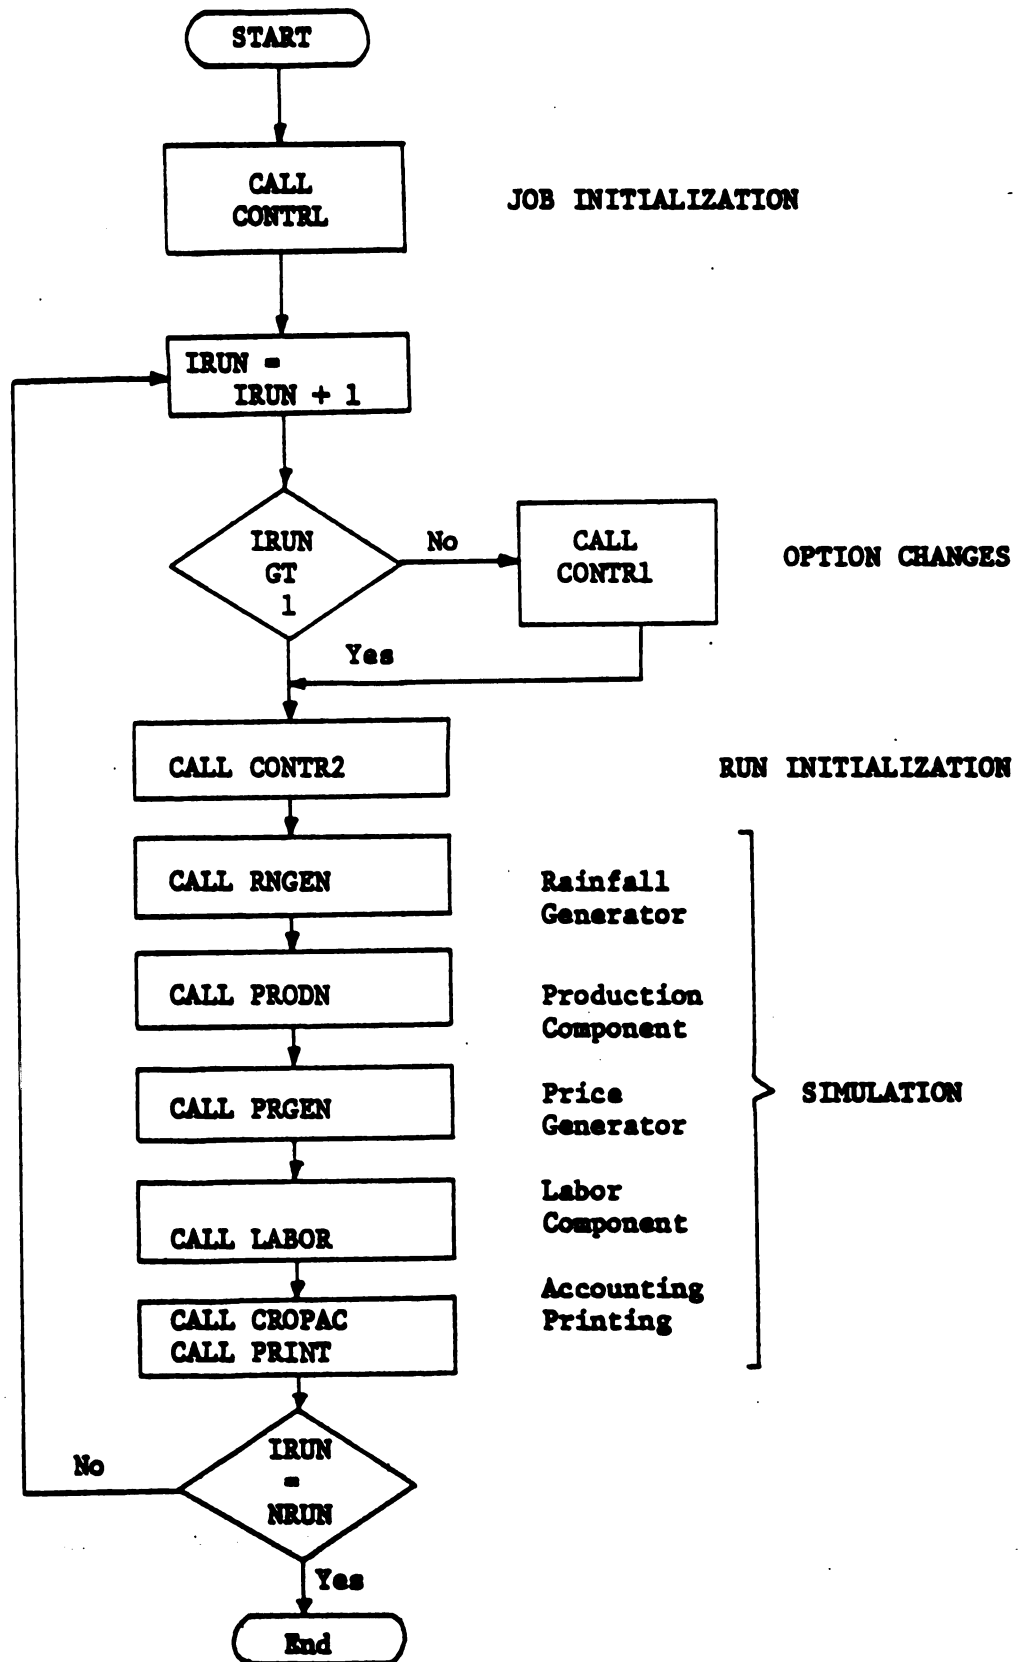 START
CALL
CONTRL
JOB INITIALIZATION
IRUN =
IRUN + 1
IRUN
GT
1
No
CALL
CONTR1
OPTION CHANGES
Yes
CALL CONTR2
RUN INITIALIZATION
CALL RNGEN
Rainfall
Generator
CALL PRODN
Production
Component
CALL PRGEN
Price
Generator
SIMULATION
CALL LABOR
Labor
Component
CALL CROPAC
CALL PRINT
Accounting
Printing
IRUN
=
NRUN
No
Yes
End